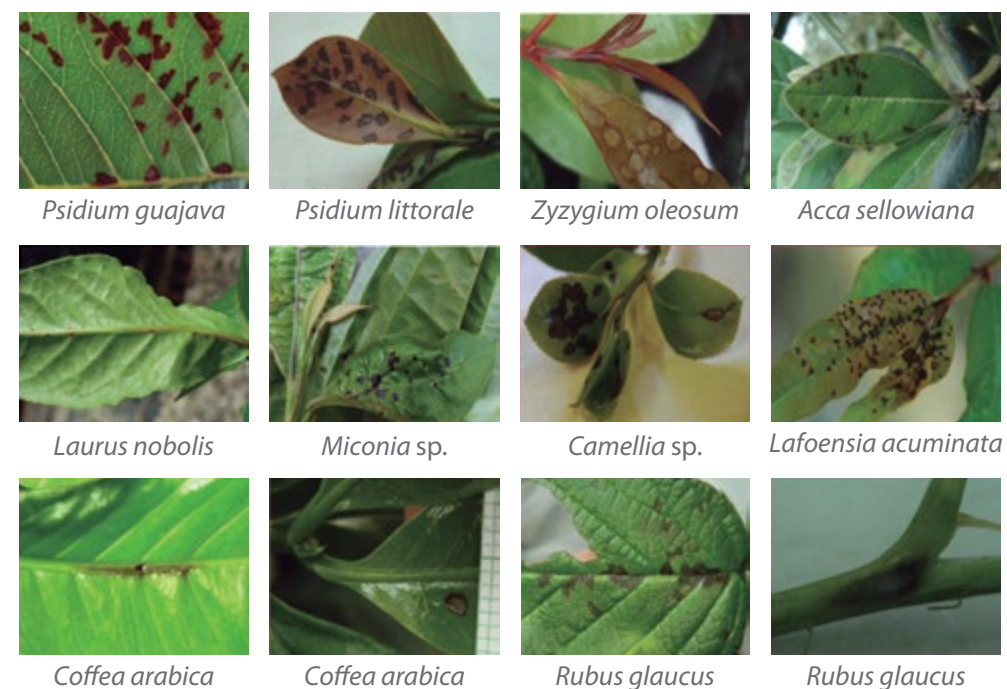 Psidium guajava
Psidium littorale
Zyzygium oleosum
Acca sellowiana
Laurus nobolis
Miconia sp.
Camellia sp.
Lafoensia acuminata
Coffea arabica
Coffea arabica
Rubus glaucus
Rubus glaucus